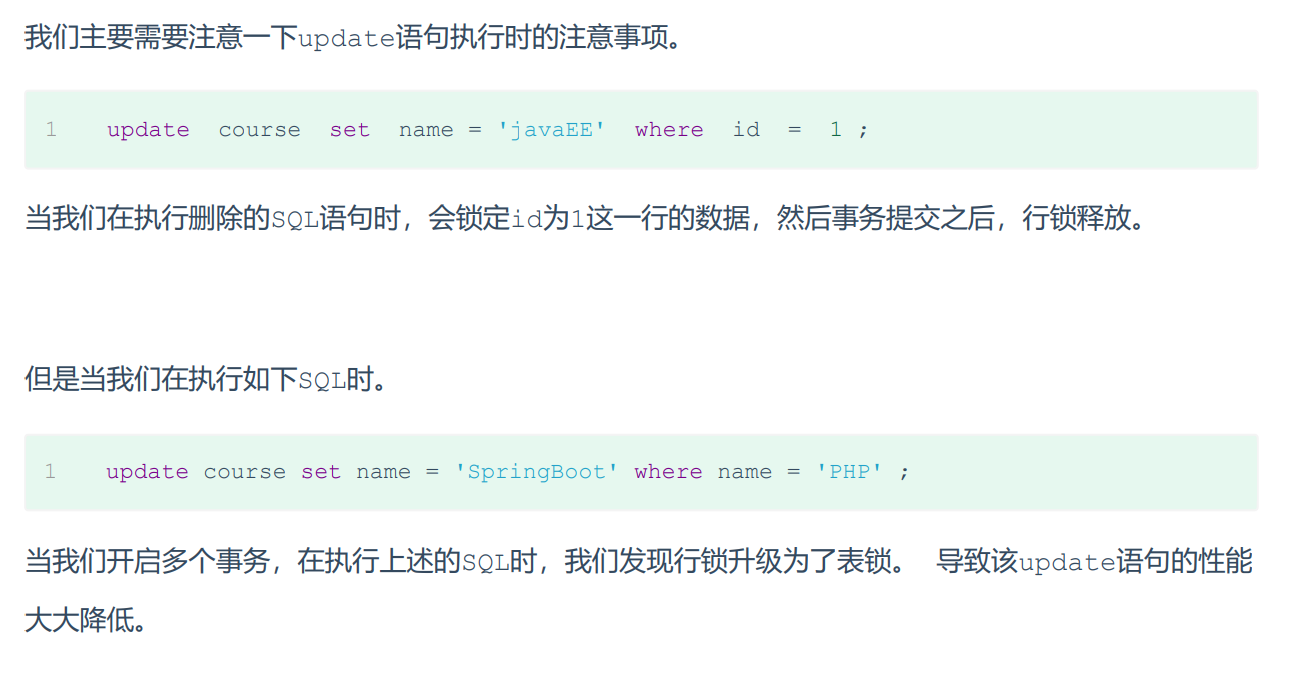 我们主要需要注意一下update语句执行时的注意事项。
1 update course set name = 'javaEE' where id = 1 ;
当我们在执行删除的SQL语句时，会锁定id为1这一行的数据，然后事务提交之后，行锁释放。
但是当我们在执行如下SQL时。
1 update course set name = 'SpringBoot' where name = 'PHP' ;
当我们开启多个事务，在执行上述的SQL时，我们发现行锁升级为了表锁。 导致该update语句的性能
大大降低。